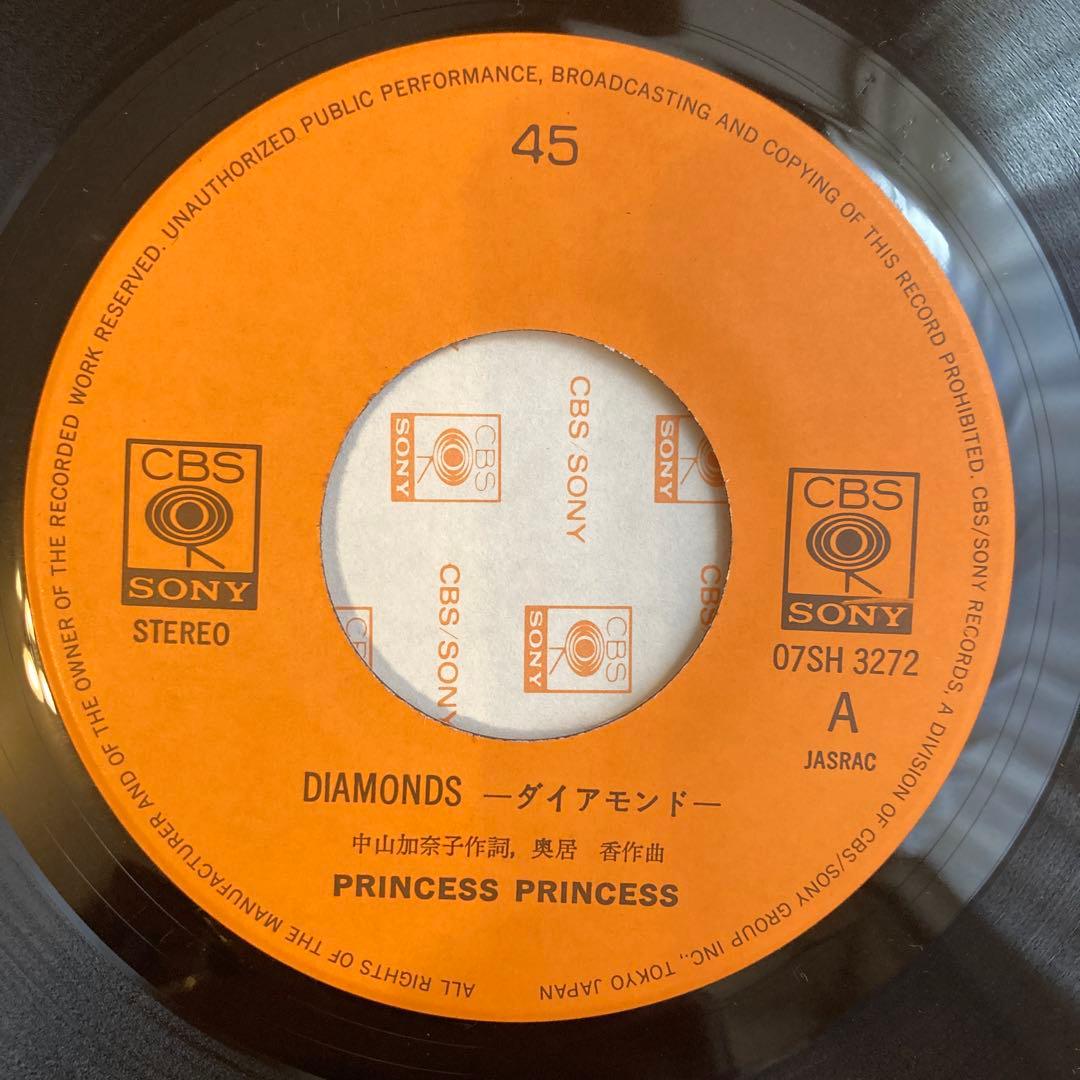 ALL RIGHTS OF THE MANUFACTURER AND OF THE OWNER OF THE RECORDED WORK RESERVED. UNAUTHORIZED PUBLIC PERFORMANCE, BROADCASTING AND COPYING OF THIS RECORD PROHIBITED. CBS/SONY RECORDS, A DIVISION OF CBS/SONY GROUP INC., TOKYO JAPAN
45
CBS
SONY
STEREO
CBS
SONY
07SH 3272
A
JASRAC
CBS
SONY
CBS/SONY
SONY
CBS/SONY
CBS
SONY
CBS
DIAMONDS —ダイアモンド—
中山加奈子作詞, 奥居 香作曲
PRINCESS PRINCESS